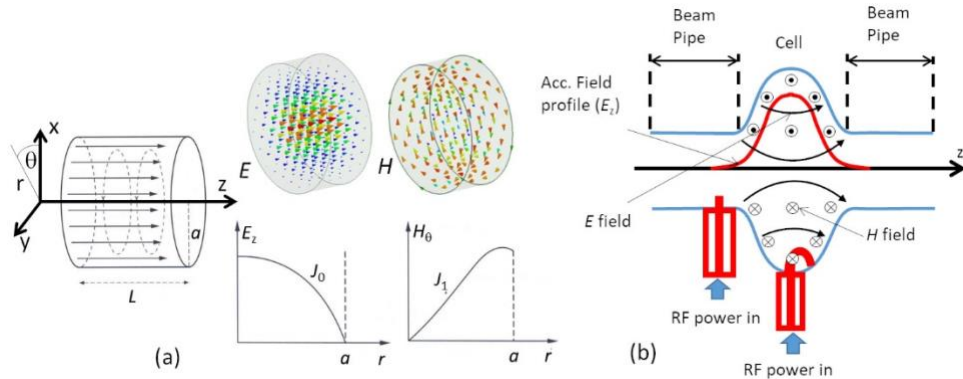 x
θ
r
z
y
a
L
(a)
E
H
E_z
J_0
a
r
H_θ
J_1
a
r
Beam
Pipe
Cell
Beam
Pipe
Acc. Field
profile (E_z)
z
E field
H field
RF power in
RF power in
(b)